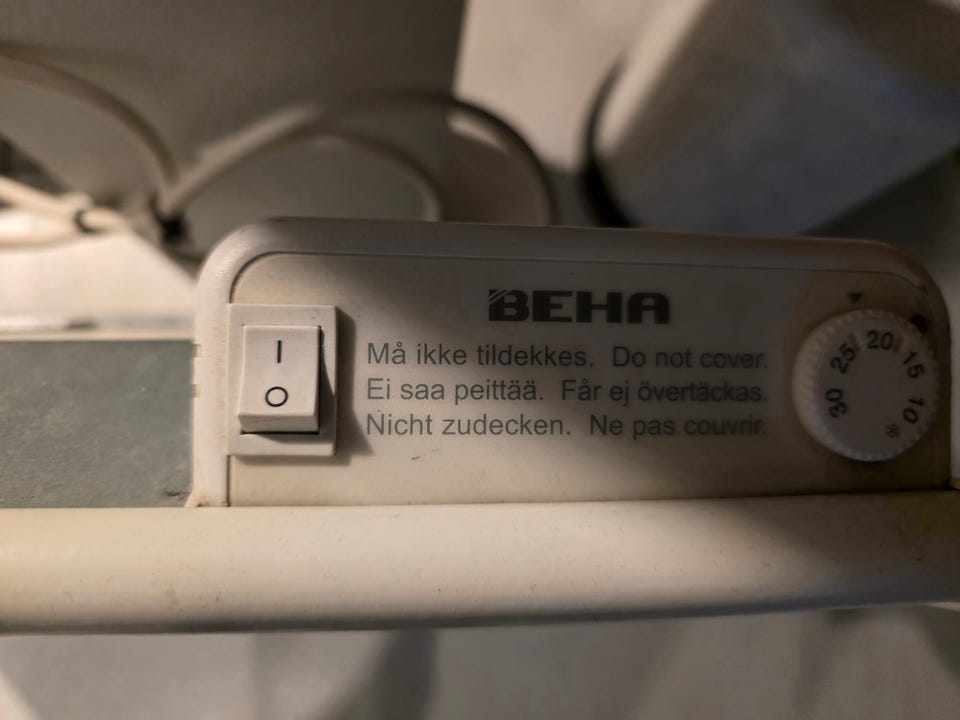 BEHA
Må ikke tildekkes. Do not cover.
Ei saa peittää. Får ej övertäckas.
Nicht zudecken. Ne pas couvrir.
I
O
30 25 20 15 10